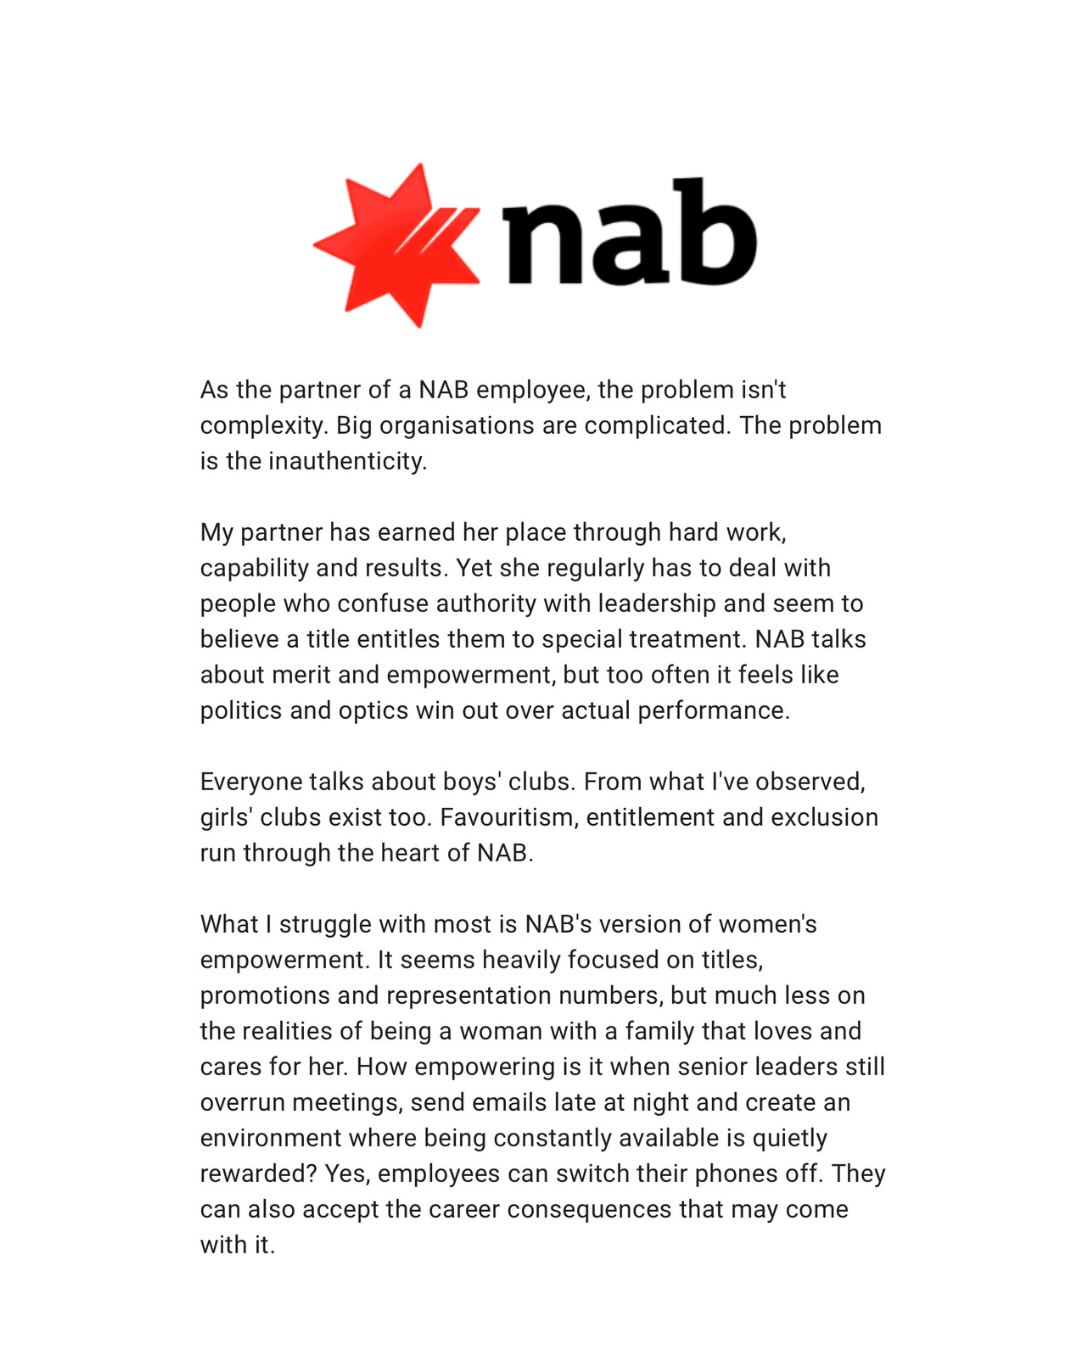 nab
As the partner of a NAB employee, the problem isn't
complexity. Big organisations are complicated. The problem
is the inauthenticity.
My partner has earned her place through hard work,
capability and results. Yet she regularly has to deal with
people who confuse authority with leadership and seem to
believe a title entitles them to special treatment. NAB talks
about merit and empowerment, but too often it feels like
politics and optics win out over actual performance.
Everyone talks about boys' clubs. From what I've observed,
girls' clubs exist too. Favouritism, entitlement and exclusion
run through the heart of NAB.
What I struggle with most is NAB's version of women's
empowerment. It seems heavily focused on titles,
promotions and representation numbers, but much less on
the realities of being a woman with a family that loves and
cares for her. How empowering is it when senior leaders still
overrun meetings, send emails late at night and create an
environment where being constantly available is quietly
rewarded? Yes, employees can switch their phones off. They
can also accept the career consequences that may come
with it.